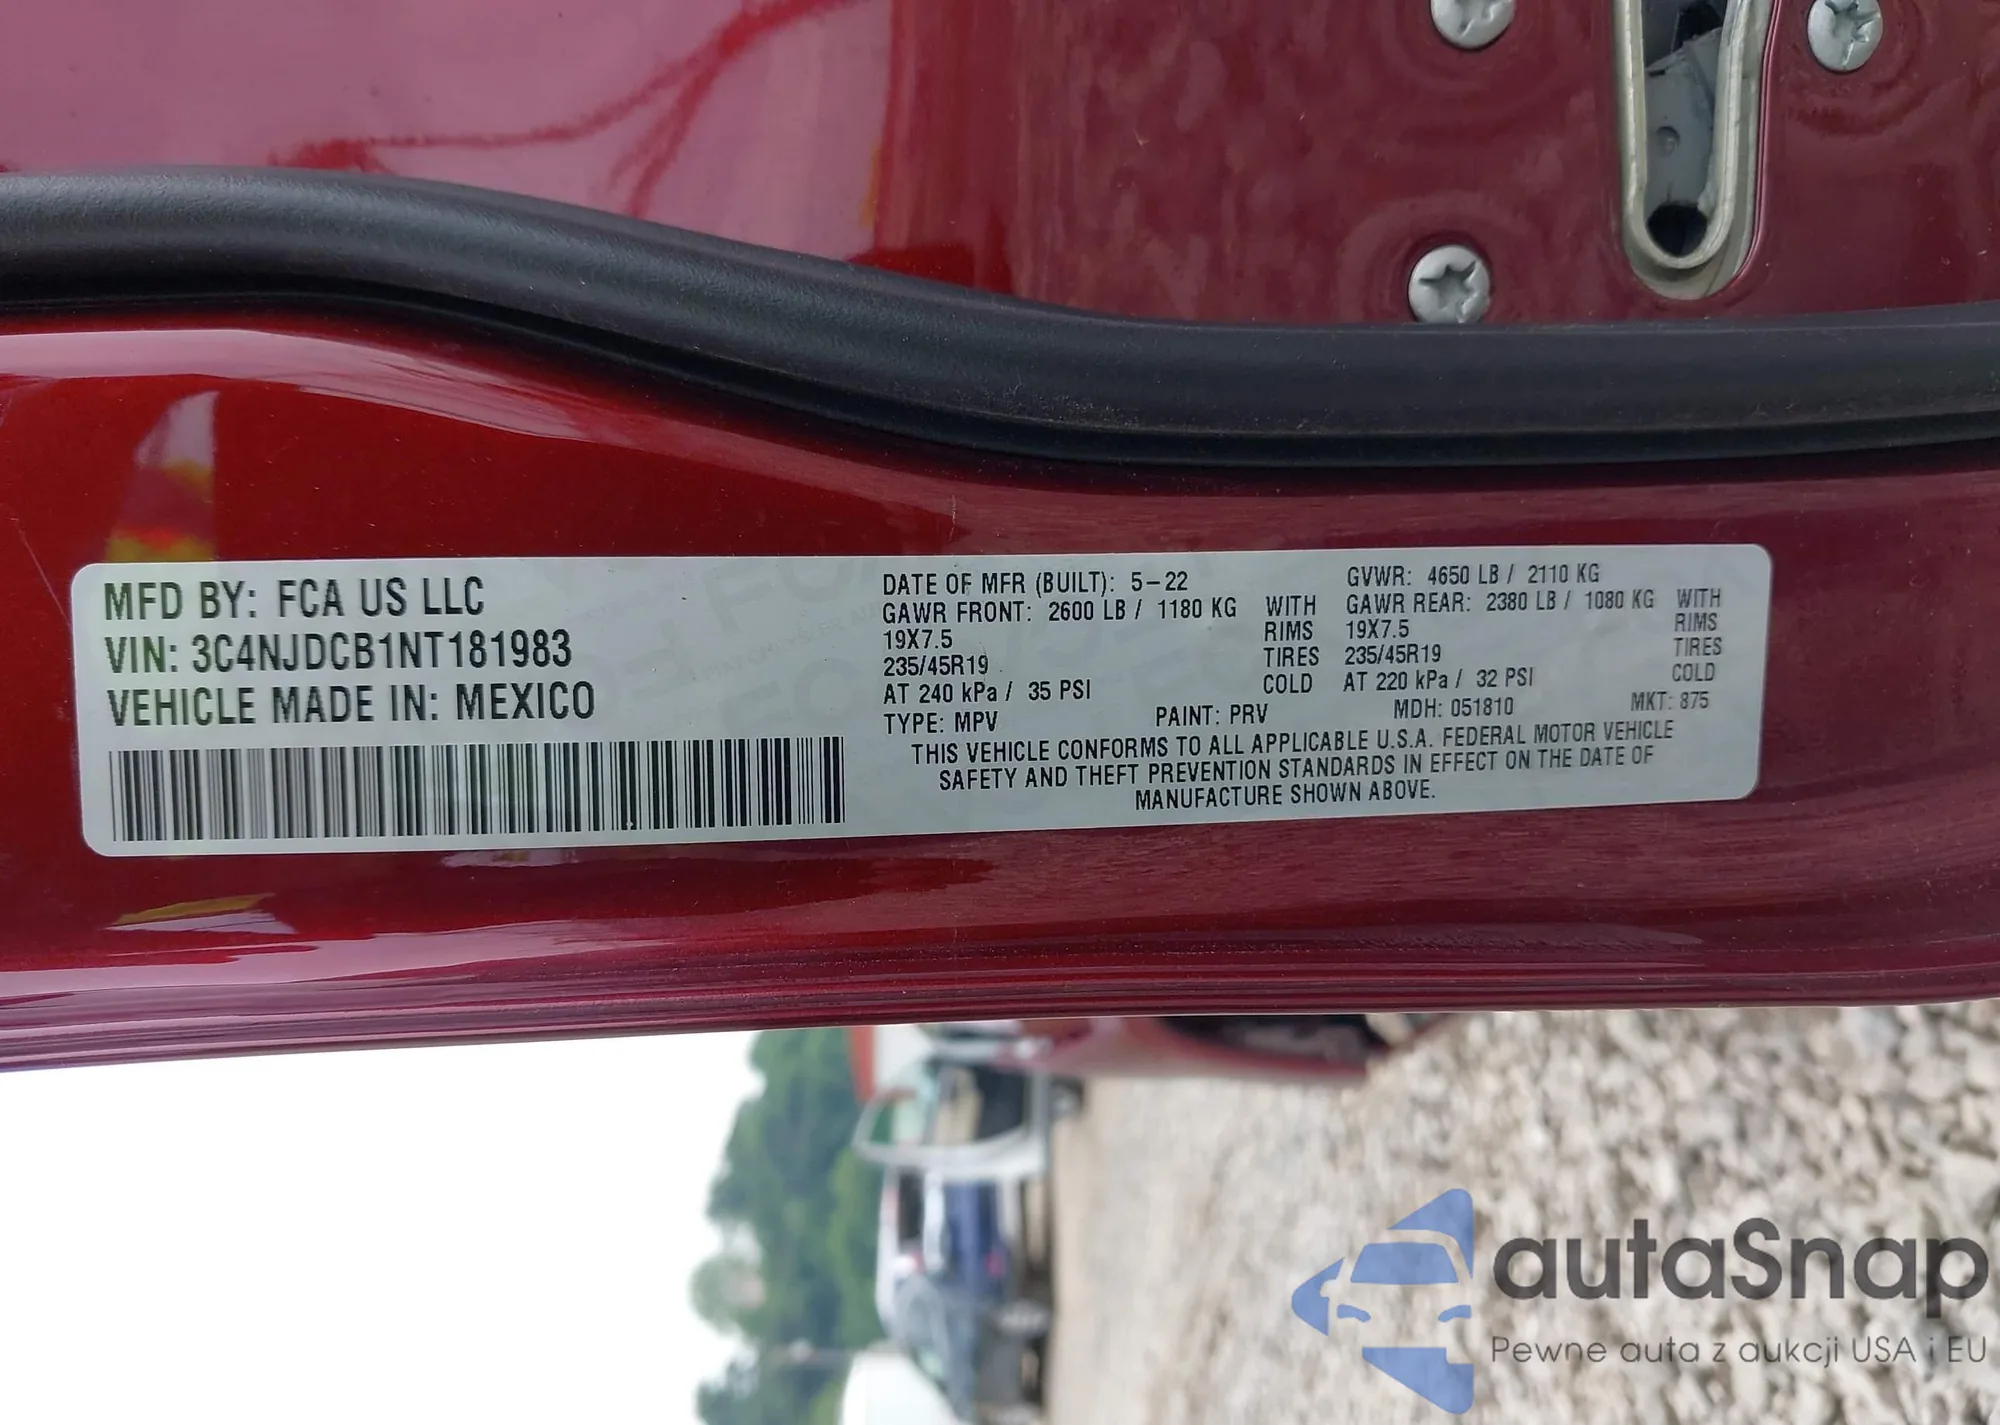 MFD BY: FCA US LLC
VIN: 3C4NJDCB1NT181983
VEHICLE MADE IN: MEXICO
DATE OF MFR (BUILT): 5-22
GVWR: 4650 LB / 2110 KG
GAWR FRONT: 2600 LB / 1180 KG WITH
19X7.5 RIMS
235/45R19 TIRES
AT 240 kPa / 35 PSI COLD
GAWR REAR: 2380 LB / 1080 KG WITH
19X7.5 RIMS
235/45R19 TIRES
AT 220 kPa / 32 PSI COLD
TYPE: MPV PAINT: PRV MDH: 051810 MKT: 875
THIS VEHICLE CONFORMS TO ALL APPLICABLE U.S.A. FEDERAL MOTOR VEHICLE
SAFETY AND THEFT PREVENTION STANDARDS IN EFFECT ON THE DATE OF
MANUFACTURE SHOWN ABOVE.
autaSnap
Pewne auta z aukcji USA i EU